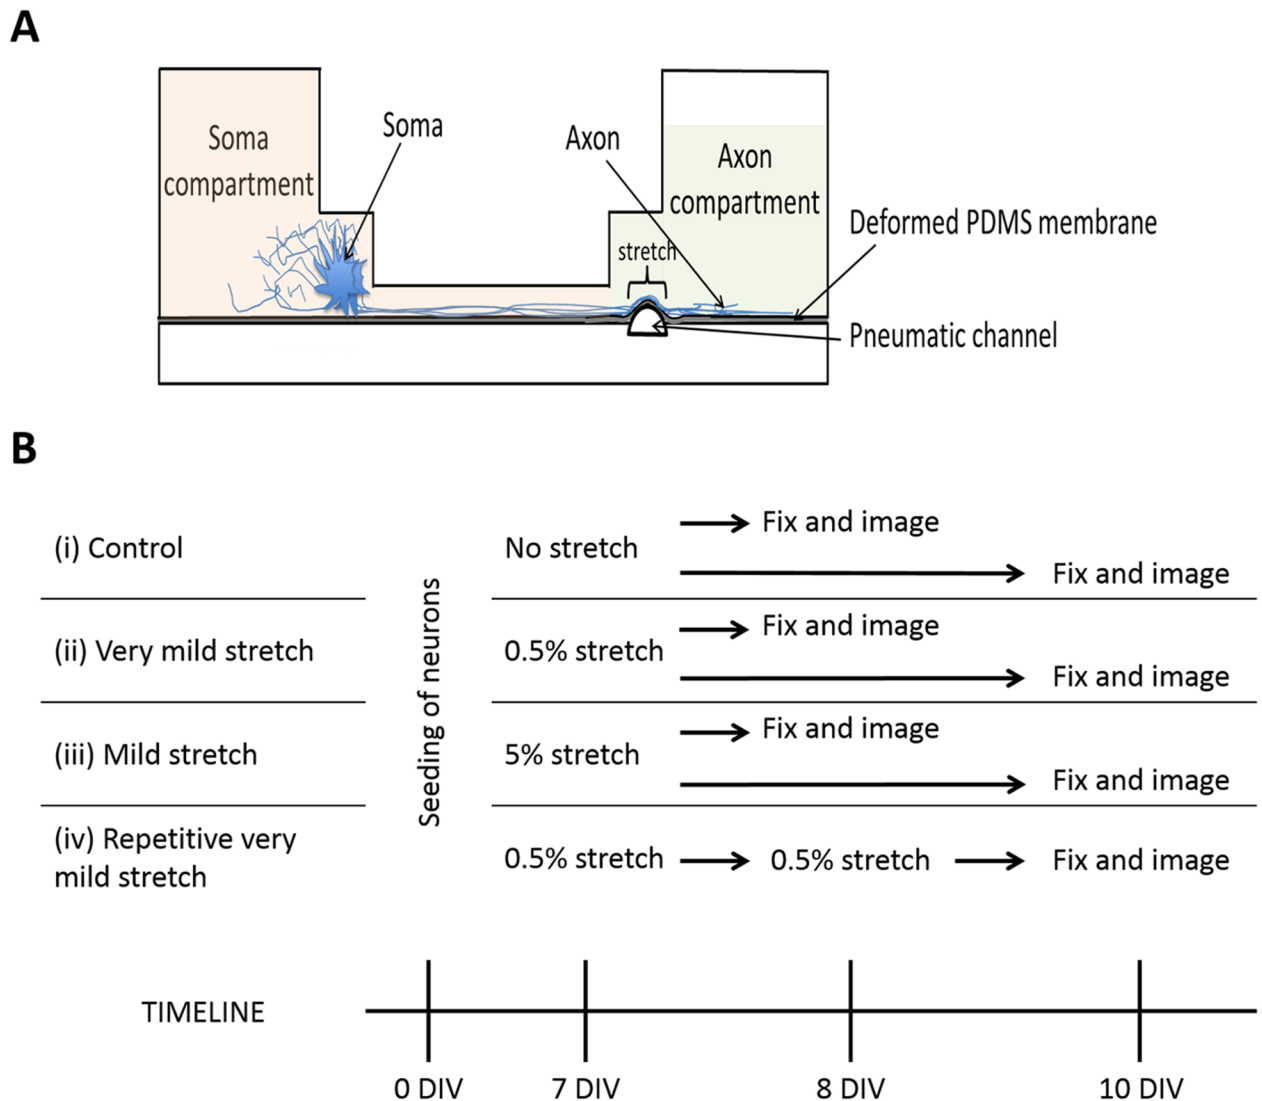 A
Soma
compartment
Soma
Axon
Axon
compartment
stretch
Deformed PDMS membrane
Pneumatic channel
B
(i) Control
No stretch
Fix and image
Fix and image
Seeding of neurons
(ii) Very mild stretch
0.5% stretch
Fix and image
Fix and image
(iii) Mild stretch
5% stretch
Fix and image
Fix and image
(iv) Repetitive very
mild stretch
0.5% stretch
0.5% stretch
Fix and image
TIMELINE
0 DIV
7 DIV
8 DIV
10 DIV